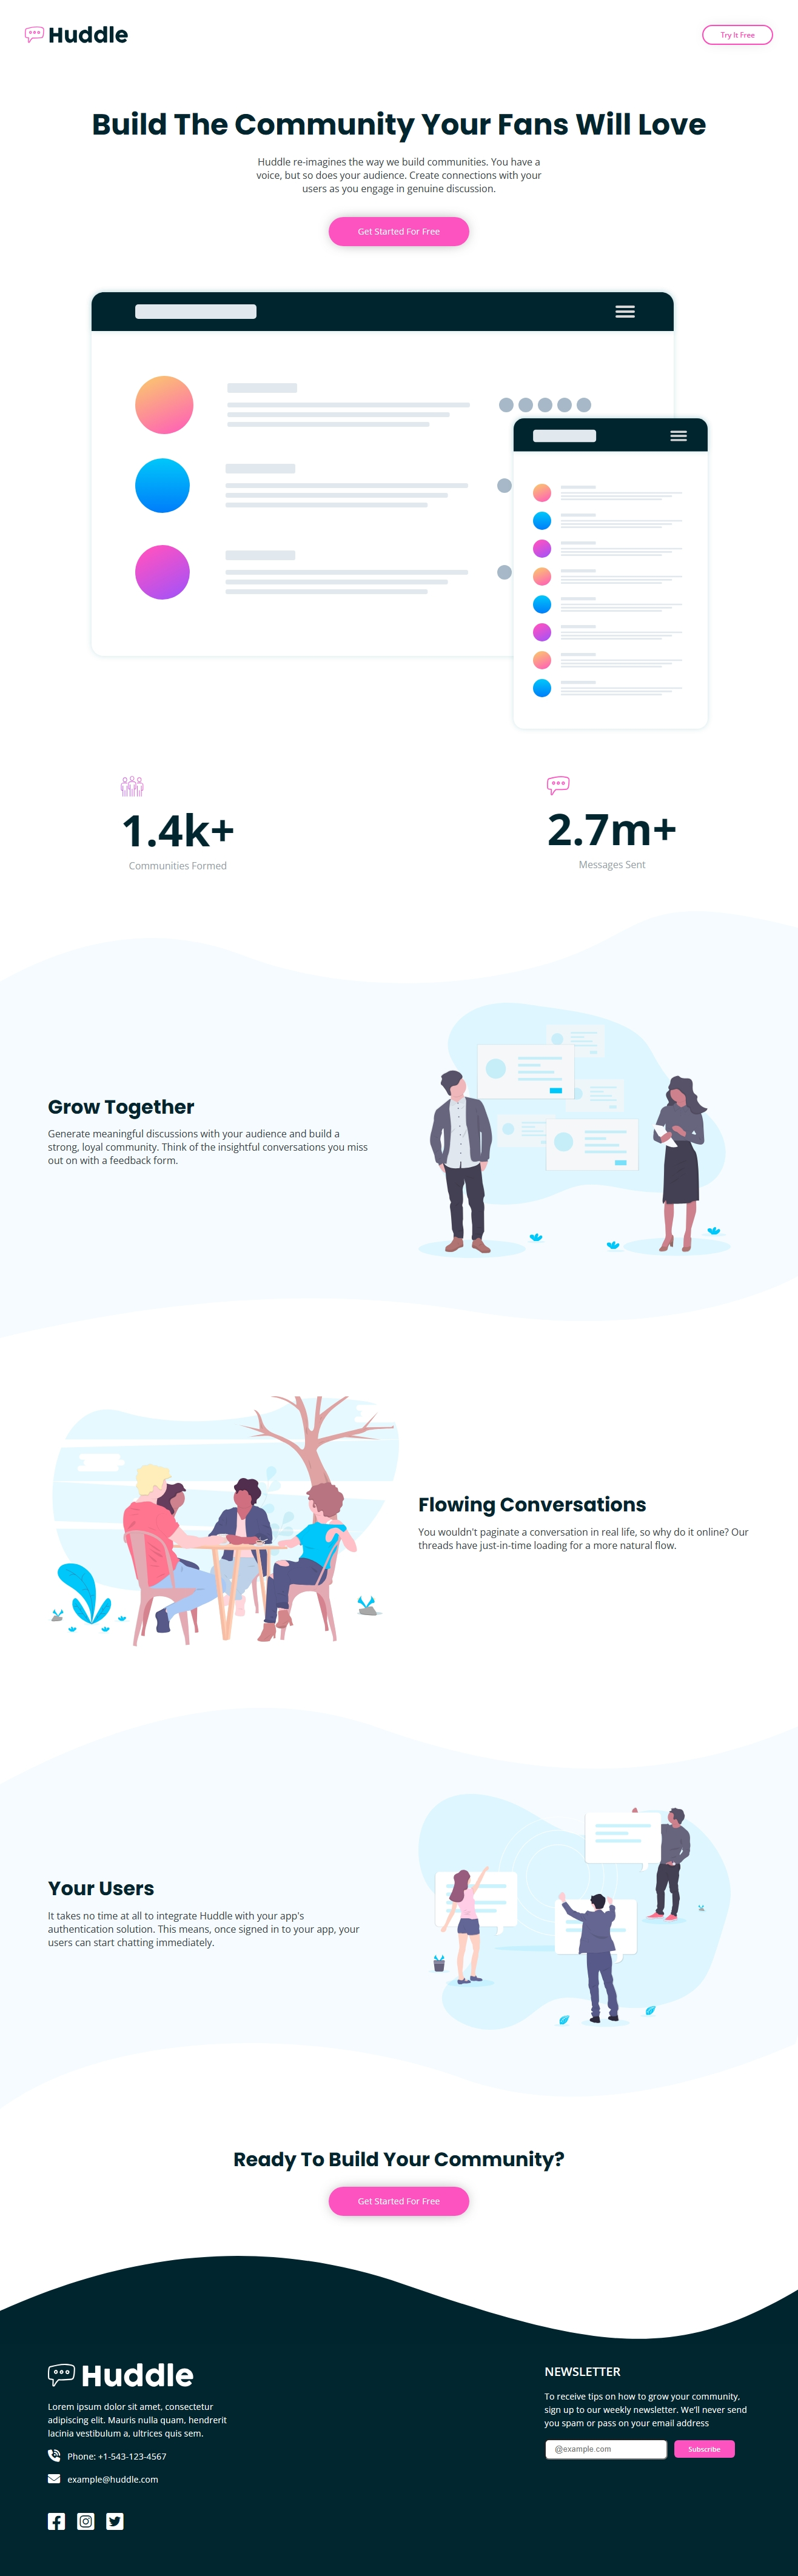 Huddle
Try It Free
Build The Community Your Fans Will Love
Huddle re-imagines the way we build communities. You have a
voice, but so does your audience. Create connections with your
users as you engage in genuine discussion.
Get Started For Free
1.4k+
Communities Formed
2.7m+
Messages Sent
Grow Together
Generate meaningful discussions with your audience and build a
strong, loyal community. Think of the insightful conversations you miss
out on with a feedback form.
Flowing Conversations
You wouldn't paginate a conversation in real life, so why do it online? Our
threads have just-in-time loading for a more natural flow.
Your Users
It takes no time at all to integrate Huddle with your app's
authentication solution. This means, once signed in to your app, your
users can start chatting immediately.
Ready To Build Your Community?
Get Started For Free
Huddle
Lorem ipsum dolor sit amet, consectetur
adipiscing elit. Mauris nulla quam, hendrerit
lacinia vestibulum a, ultrices quis sem.
Phone: +1-543-123-4567
example@huddle.com
NEWSLETTER
To receive tips on how to grow your community,
sign up to our weekly newsletter. We'll never send
you spam or pass on your email address
@example.com
Subscribe